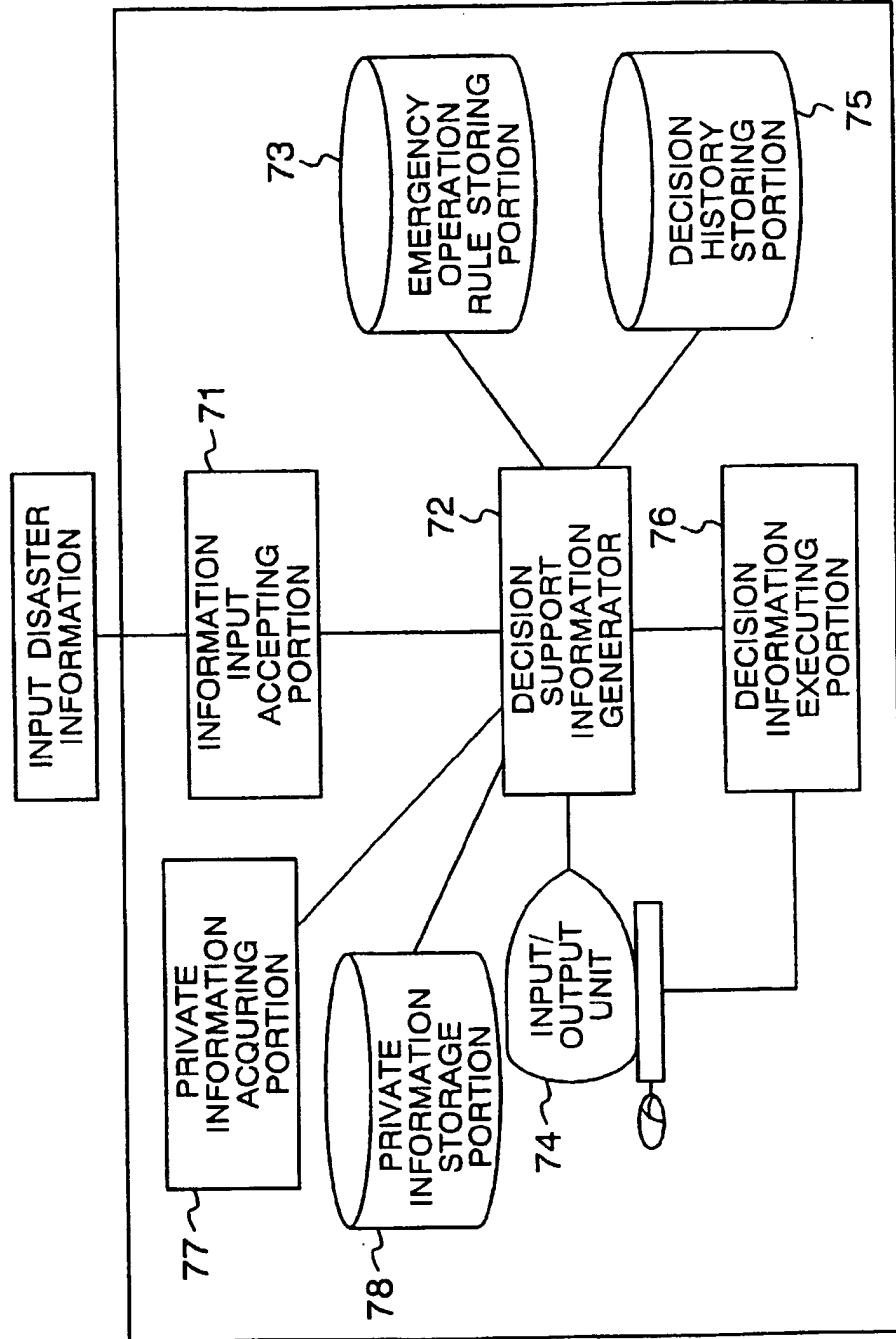 INPUT DISASTER
INFORMATION
71
INFORMATION
INPUT
ACCEPTING
PORTION
77
PRIVATE
INFORMATION
ACQURING
PORTION
73
EMERGENCY
OPERATION
RULE STORING
PORTION
78
PRIVATE
INFORMATION
STORAGE
PORTION
72
DECISION
SUPPORT
INFORMATION
GENERATOR
74
INPUT/
OUTPUT
UNIT
75
DECISION
HISTORY
STORING
PORTION
76
DECISION
INFORMATION
EXECUTING
PORTION